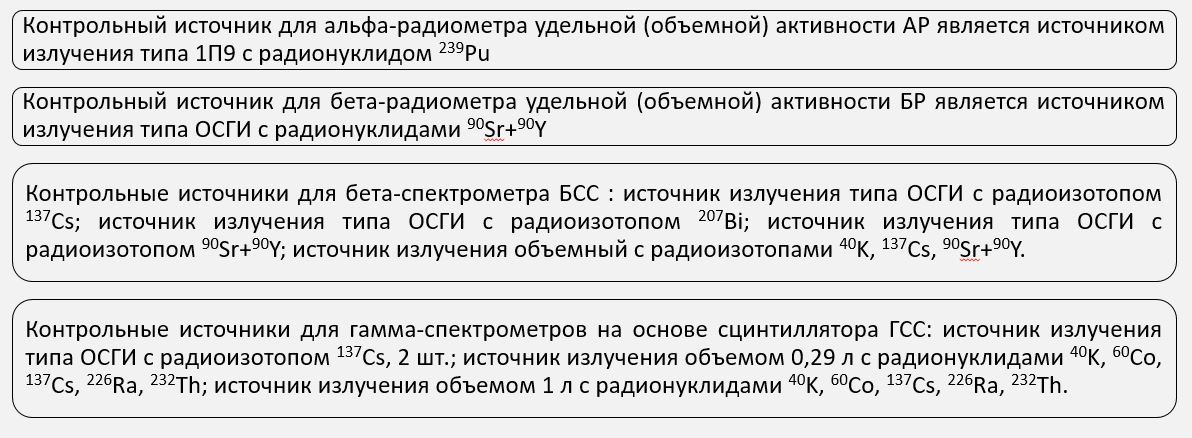 Контрольный источник для альфа-радиометра удельной (объемной) активности АР является источником
излучения типа 1П9 с радионуклидом ²³⁹Pu
Контрольный источник для бета-радиометра удельной (объемной) активности БР является источником
излучения типа ОСГИ с радионуклидами ⁹⁰Sr+⁹⁰Y
Контрольные источники для бета-спектрометра БСС : источник излучения типа ОСГИ с радиоизотопом
¹³⁷Cs; источник излучения типа ОСГИ с радиоизотопом ²⁰⁷Bi; источник излучения типа ОСГИ с
радиоизотопом ⁹⁰Sr+⁹⁰Y; источник излучения объемный с радиоизотопами ⁴⁰K, ¹³⁷Cs, ⁹⁰Sr+⁹⁰Y.
Контрольные источники для гамма-спектрометров на основе сцинтиллятора ГСС: источник излучения
типа ОСГИ с радиоизотопом ¹³⁷Cs, 2 шт.; источник излучения объемом 0,29 л с радионуклидами ⁴⁰K, ⁶⁰Co,
¹³⁷Cs, ²²⁶Ra, ²³²Th; источник излучения объемом 1 л с радионуклидами ⁴⁰K, ⁶⁰Co, ¹³⁷Cs, ²²⁶Ra, ²³²Th.